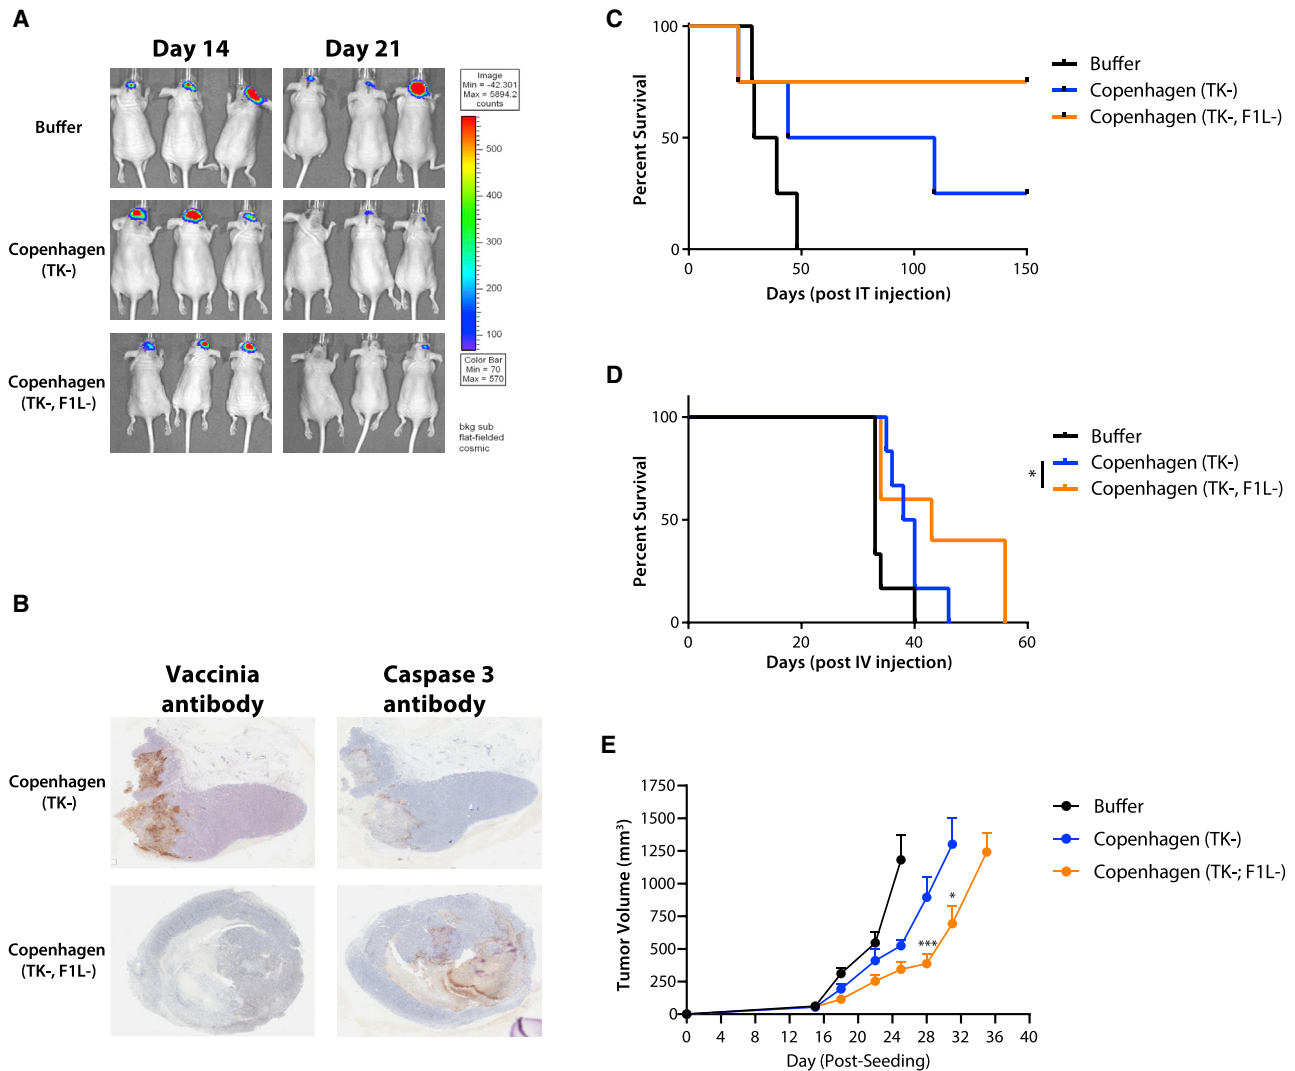 A
Day 14
Day 21
Buffer
Copenhagen
(TK-)
Copenhagen
(TK-, F1L-)
Image
Min = -42.301
Max = 5894.2
counts
500
400
300
200
100
Color Bar
Min = 70
Max = 570
bkg sub
flat-fielded
cosmic
B
Vaccinia
antibody
Caspase 3
antibody
Copenhagen
(TK-)
Copenhagen
(TK-, F1L-)
C
Percent Survival
100
50
0
0 50 100 150
Days (post IT injection)
Buffer
Copenhagen (TK-)
Copenhagen (TK-, F1L-)
D
Percent Survival
100
50
0
0 20 40 60
Days (post IV injection)
Buffer
Copenhagen (TK-)
Copenhagen (TK-, F1L-)
*
E
Tumor Volume (mm³)
1750
1500
1250
1000
750
500
250
0
0 4 8 12 16 20 24 28 32 36 40
Day (Post-Seeding)
***
*
Buffer
Copenhagen (TK-)
Copenhagen (TK-; F1L-)